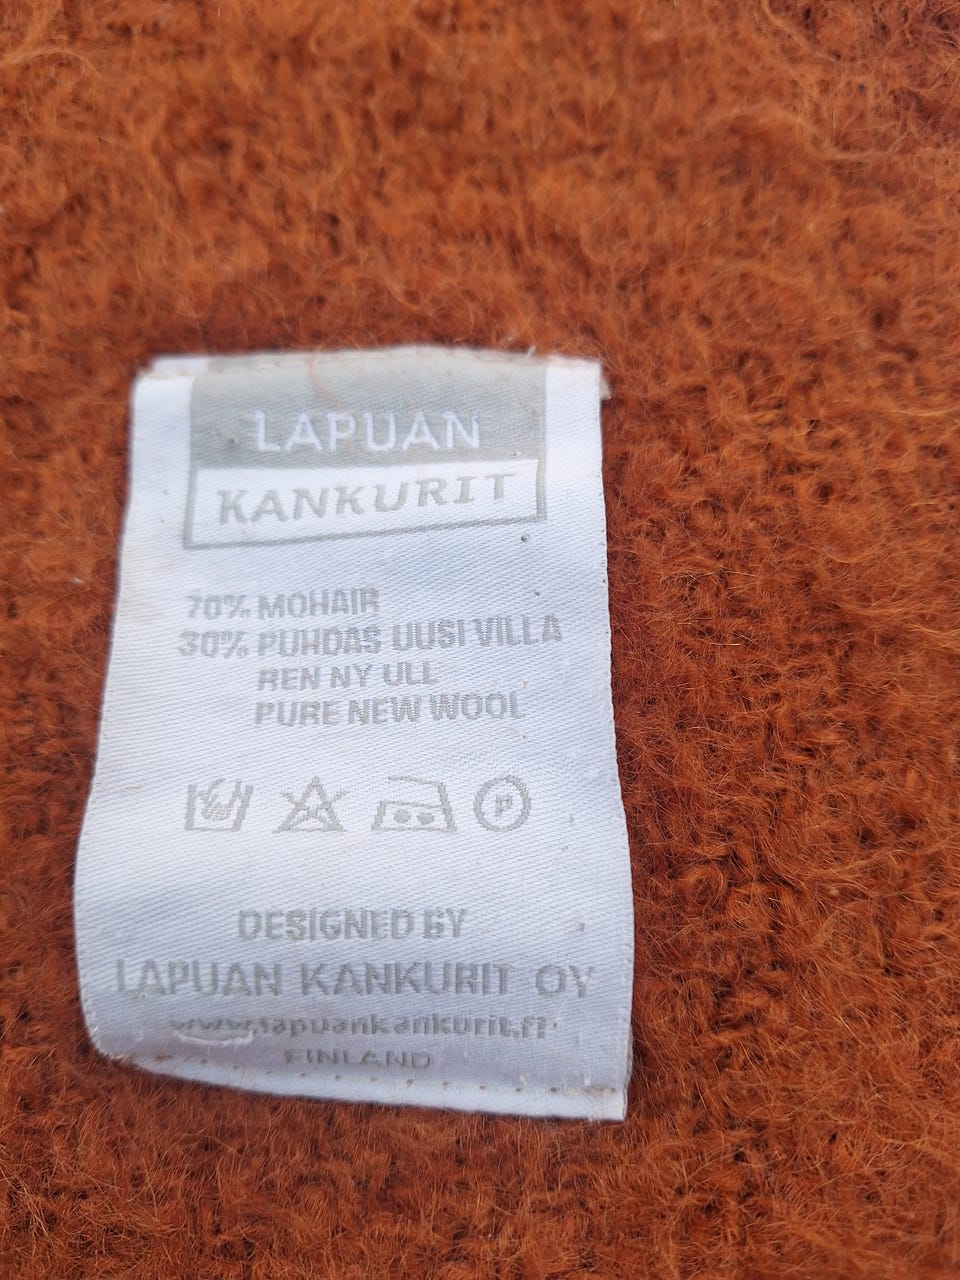 LAPUAN
KANKURIT
70% MOHAIR
30% PUHDAS UUSI VILLA
REN NY ULL
PURE NEW WOOL
P
DESIGNED BY
LAPUAN KANKURIT OY
www.lapuankankurit.fi
FINLAND